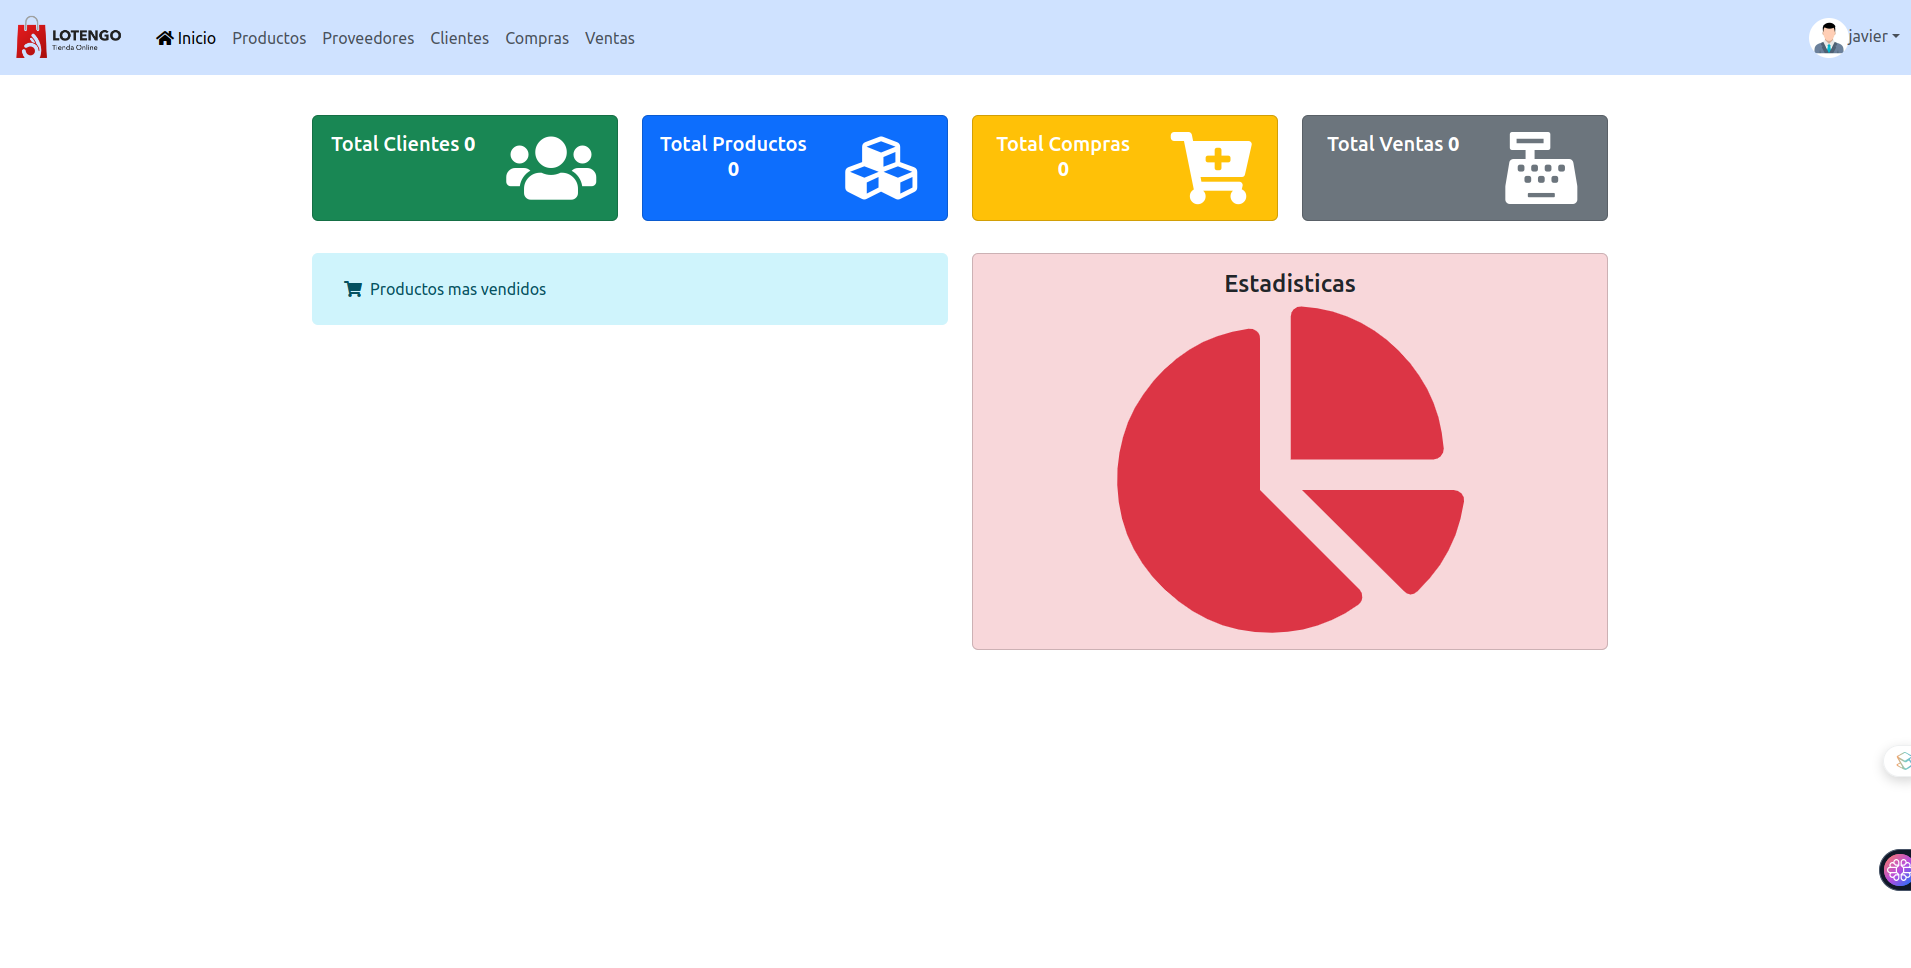 LOTENGO
Tienda Online
Inicio Productos Proveedores Clientes Compras Ventas
javier
Total Clientes 0
Total Productos
0
Total Compras
0
Total Ventas 0
Productos mas vendidos
Estadisticas